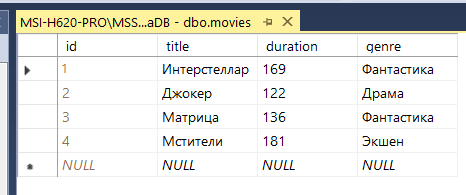 MSI-H620-PRO\MSS...aDB - dbo.movies
id title duration genre
1 Интерстеллар 169 Фантастика
2 Джокер 122 Драма
3 Матрица 136 Фантастика
4 Мстители 181 Экшен
NULL NULL NULL NULL